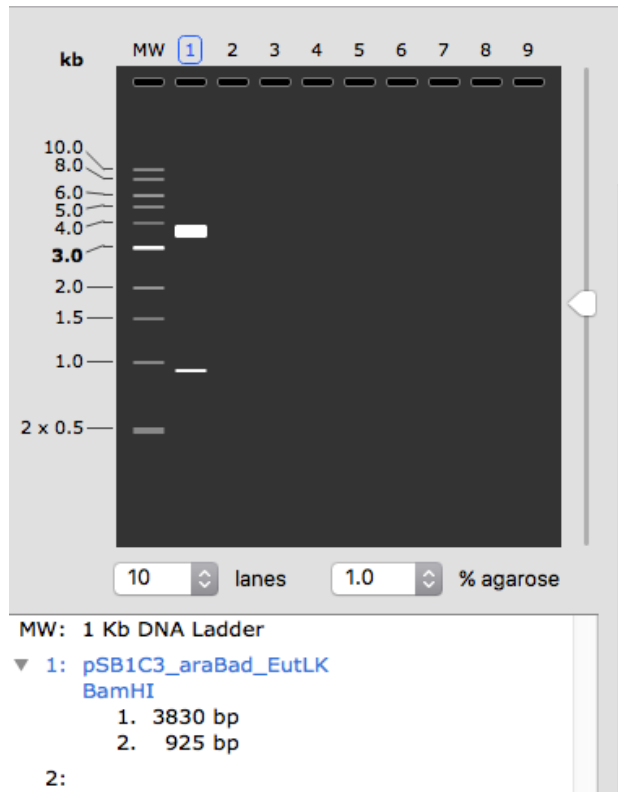 kb MW 1 2 3 4 5 6 7 8 9
10.0
8.0
6.0
5.0
4.0
3.0
2.0
1.5
1.0
2 x 0.5
10 lanes 1.0 % agarose
MW: 1 Kb DNA Ladder
1: pSB1C3_araBad_EutLK
BamHI
1. 3830 bp
2. 925 bp
2: